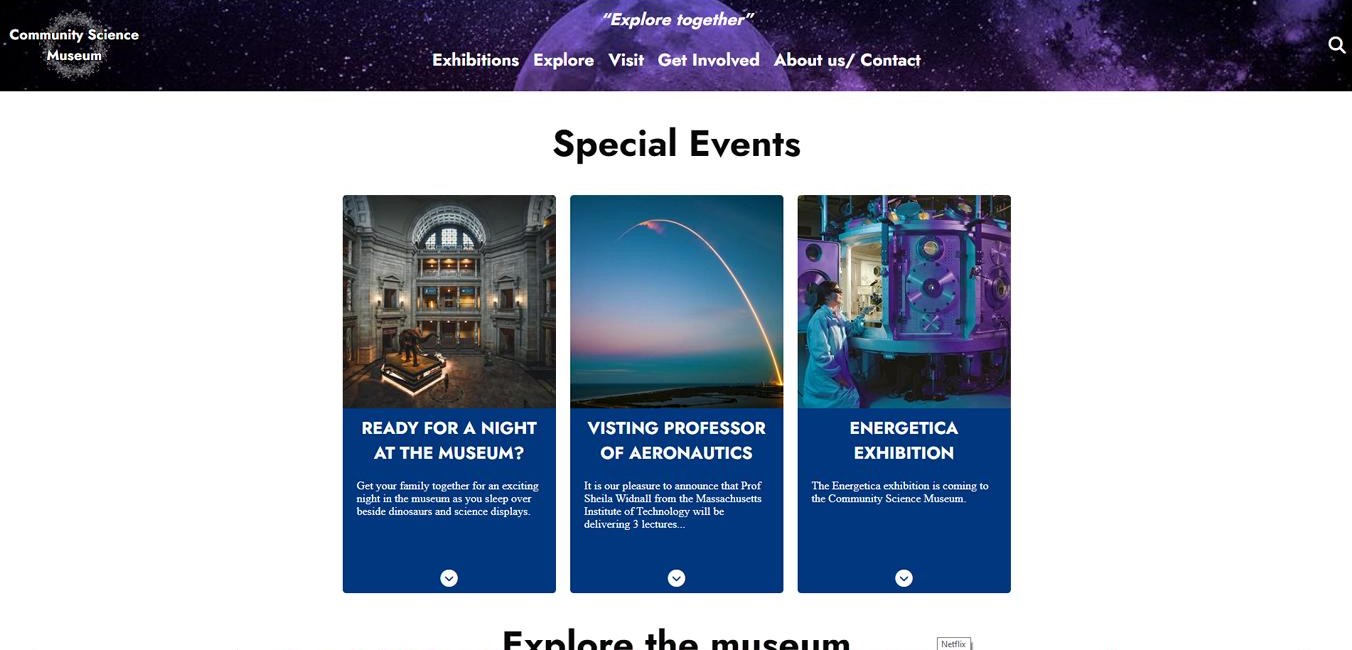 “Explore together”
Community Science
Museum
Exhibitions Explore Visit Get Involved About us/ Contact
Special Events
READY FOR A NIGHT
AT THE MUSEUM?
Get your family together for an exciting
night in the museum as you sleep over
beside dinosaurs and science displays.
VISTING PROFESSOR
OF AERONAUTICS
It is our pleasure to announce that Prof
Sheila Widnall from the Massachusetts
Institute of Technology will be
delivering 3 lectures...
ENERGETICA
EXHIBITION
The Energetica exhibition is coming to
the Community Science Museum.
Explore the museum
Netflix